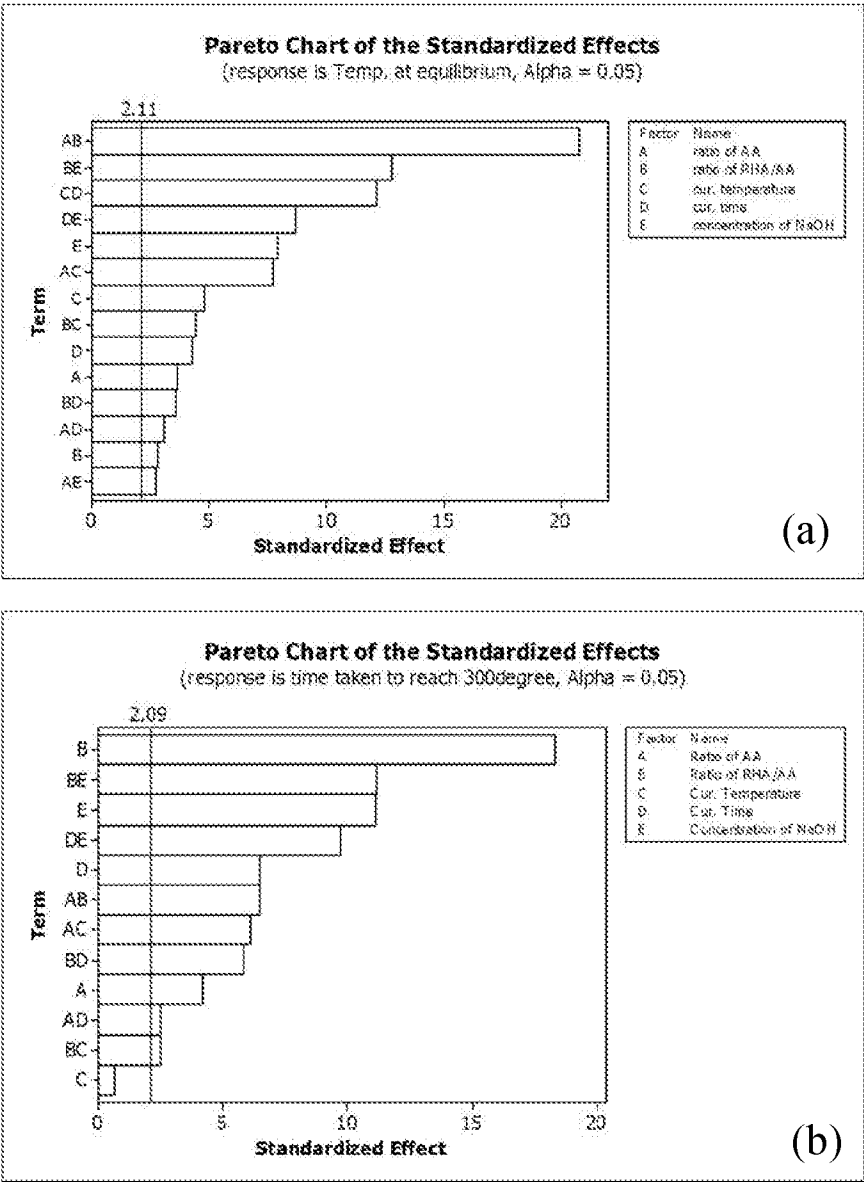 Pareto Chart of the Standardized Effects
(response is Temp. at equilibrium, Alpha = 0.05)
2.11
AB
BE
CD
DE
E
AC
C
BC
D
A
BD
AD
B
AE
Term
0 5 10 15 20
Standardized Effect
Factor Name
A ratio of AA
B ratio of RHA/AA
C cur. temperature
D cur. time
E concentration of NaOH
(a)
Pareto Chart of the Standardized Effects
(response is time taken to reach 300degree, Alpha = 0.05)
2.09
B
BE
E
DE
D
AB
AC
BD
A
AD
BC
C
Term
0 5 10 15 20
Standardized Effect
Factor Name
A Ratio of AA
B Ratio of RHA/AA
C Cur. Temperature
D Cur. Time
E Concentration of NaOH
(b)